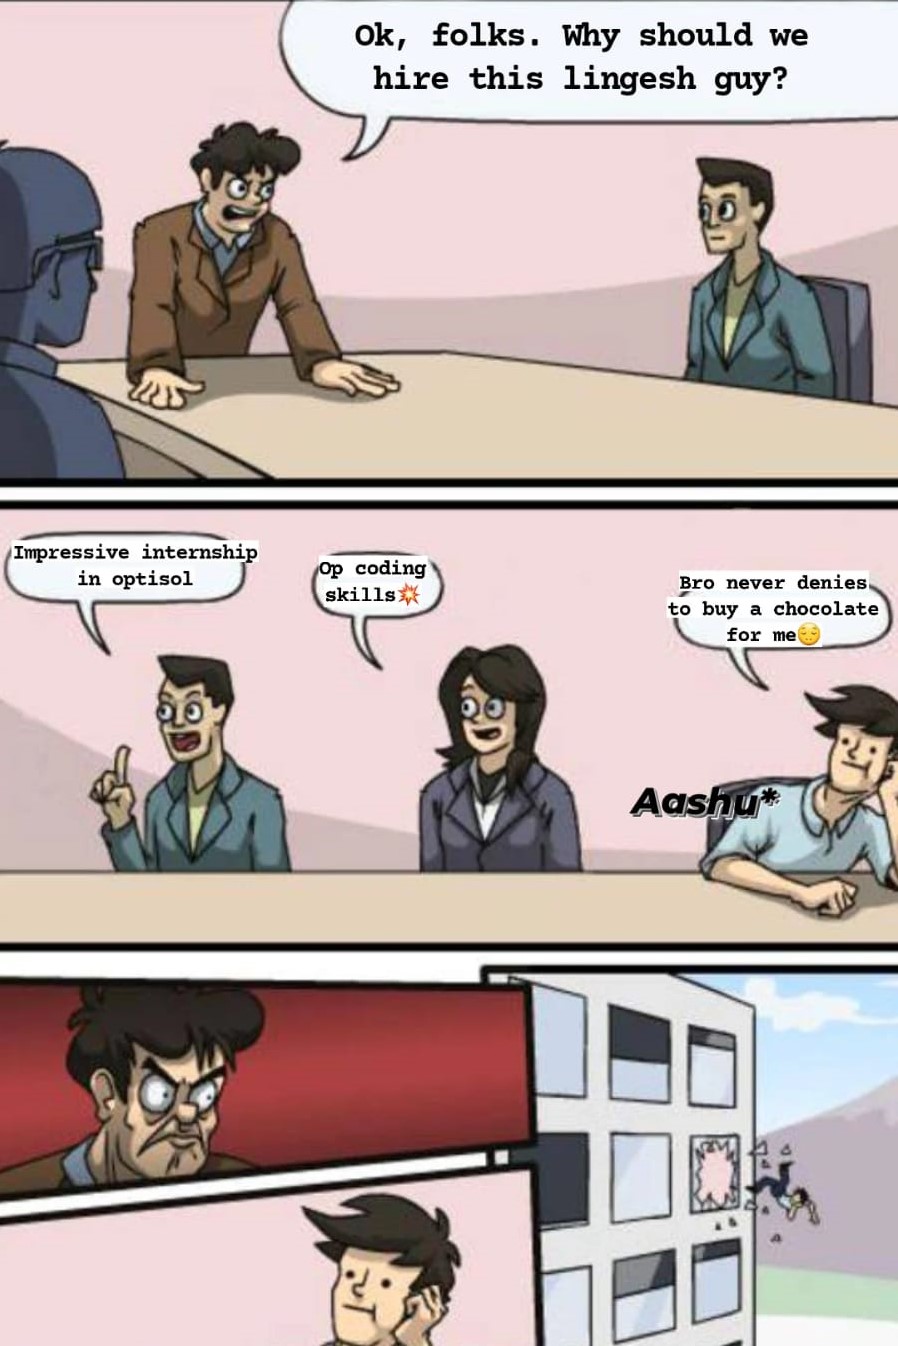 Ok, folks. Why should we
hire this lingesh guy?
Impressive internship
in optisol
Op coding
skills💥
Bro never denies
to buy a chocolate
for me😌
Aashu*